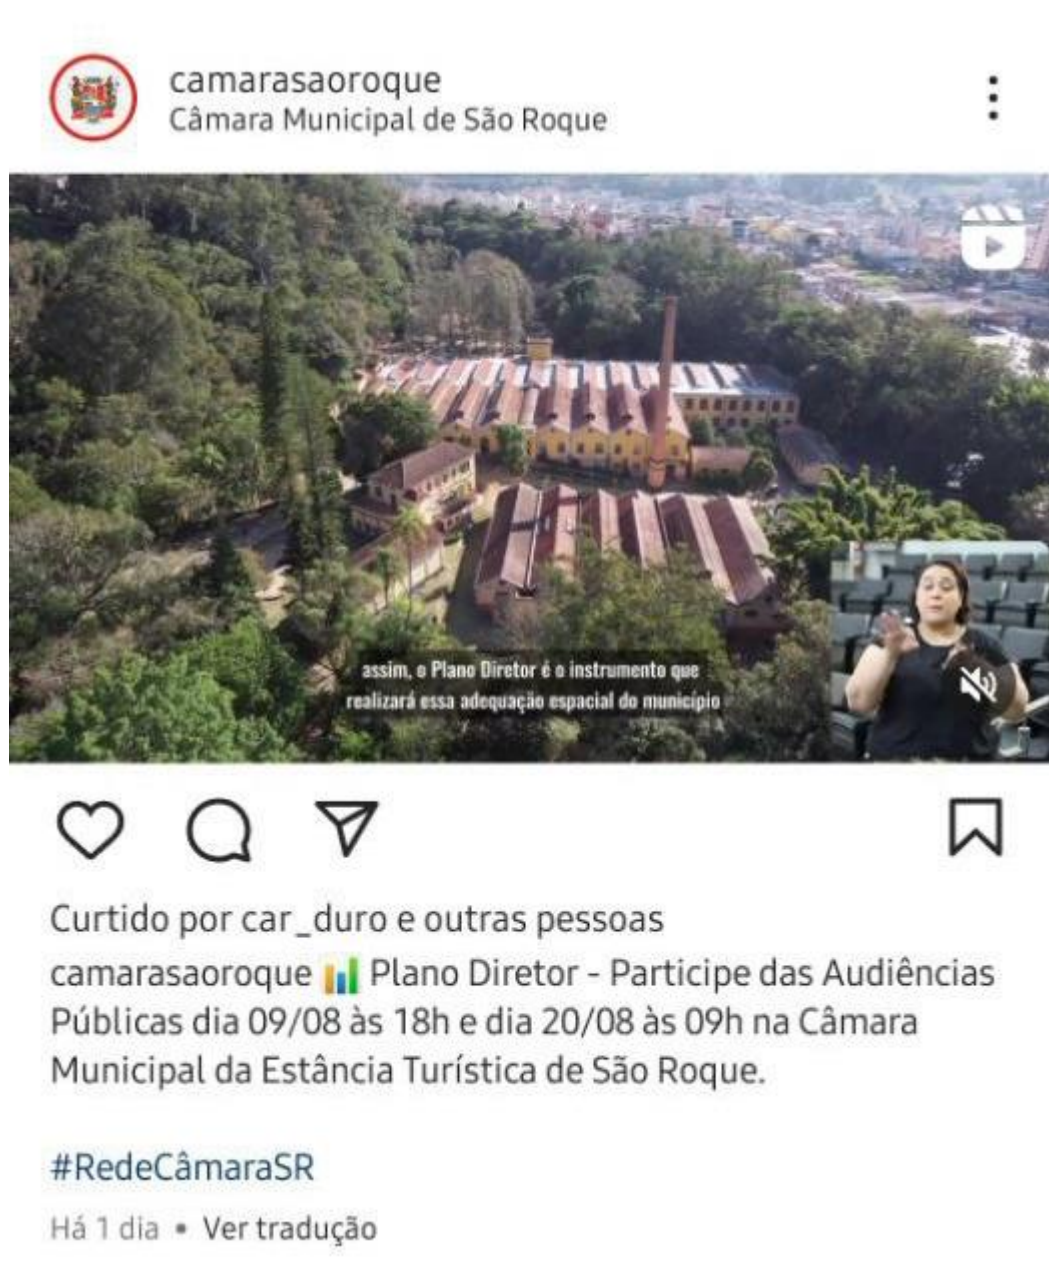 camarasaoroque
Câmara Municipal de São Roque
assim, o Plano Diretor é o instrumento que
realizará essa adequação espacial do município
Curtido por car_duro e outras pessoas
camarasaoroque 📊 Plano Diretor - Participe das Audiências
Públicas dia 09/08 às 18h e dia 20/08 às 09h na Câmara
Municipal da Estância Turística de São Roque.
#RedeCâmaraSR
Há 1 dia • Ver tradução